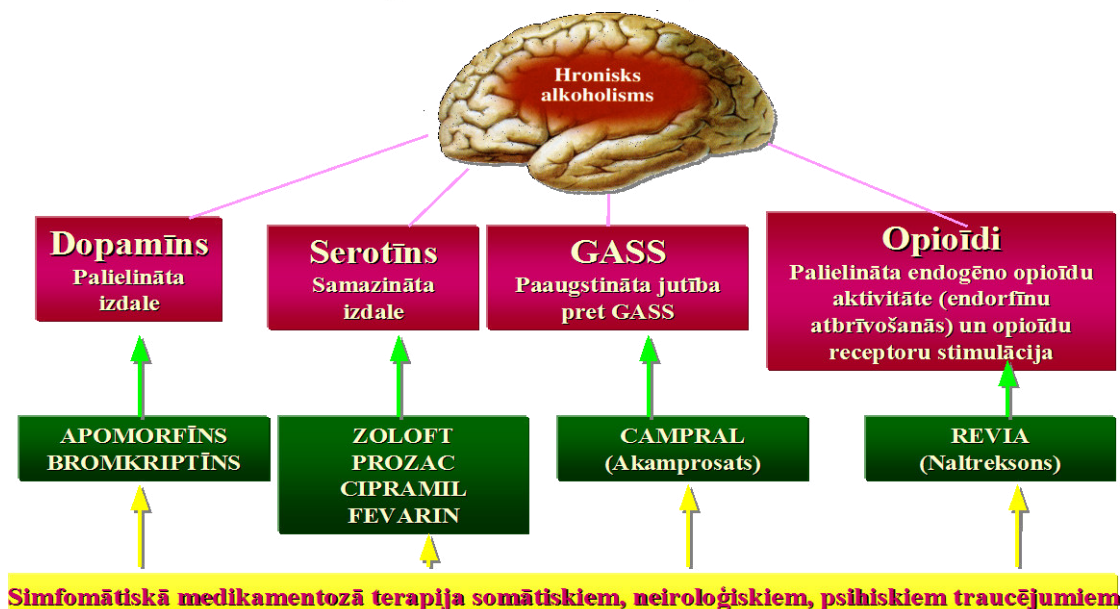 Hronisks
alkoholisms
Dopamīns
Palielināta
izdale
Serotīns
Samazināta
izdale
GASS
Paaugstināta jutība
pret GASS
Opioīdi
Palielināta endogēno opioīdu
aktivitāte (endorfīnu
atbrīvošanās) un opioīdu
receptoru stimulācija
APOMORFĪNS
BROMKRIPTĪNS
ZOLOFT
PROZAC
CIPRAMIL
FEVARIN
CAMPRAL
(Akamprosats)
REVIA
(Naltreksons)
Simfomātiskā medikamentozā terapija somātiskiem, neiroloģiskiem, psihiskiem traucējumiem